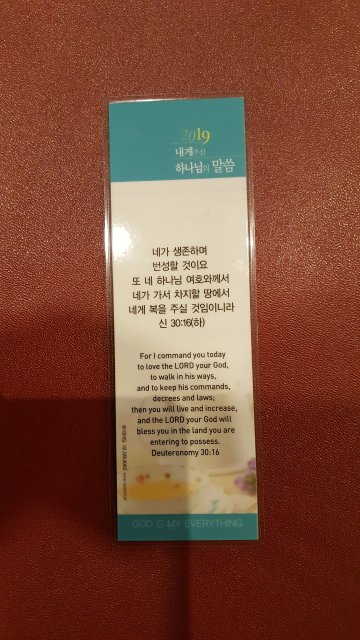 2019
내게주신
하나님의 말씀
네가 생존하며
번성할 것이요
또 네 하나님 여호와께서
네가 가서 차지할 땅에서
네게 복을 주실 것임이니라
신 30:16(하)
For I command you today
to love the LORD your God,
to walk in his ways,
and to keep his commands,
decrees and laws;
then you will live and increase,
and the LORD your God will
bless you in the land you are
entering to possess.
Deuteronomy 30:16
GOD IS MY EVERYTHING